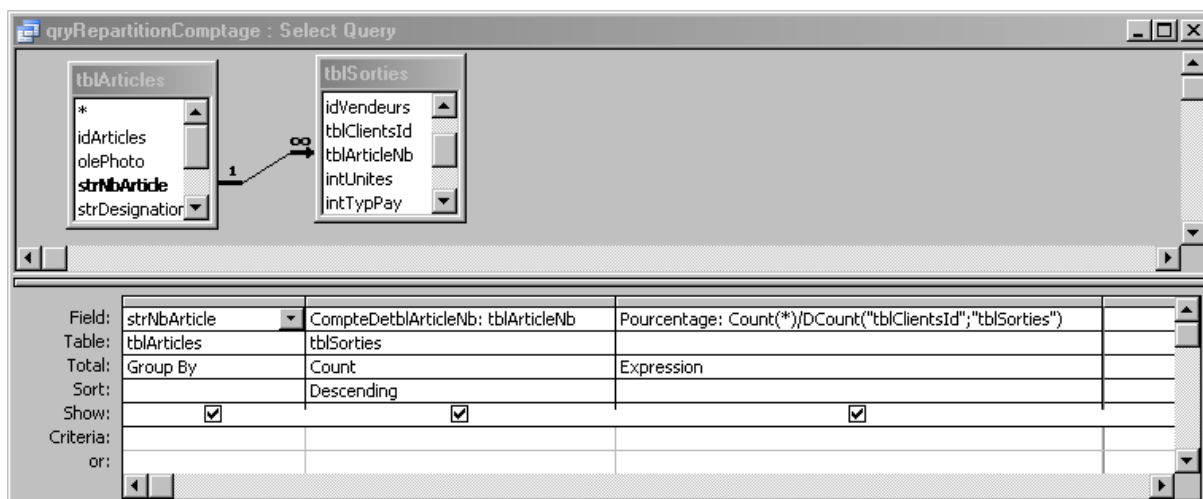 qryRepartitionComptage : Select Query
tblArticles
*
idArticles
olePhoto
strNbArticle
strDesignation
1
∞
tblSorties
idVendeurs
tblClientsId
tblArticleNb
intUnites
intTypPay
Field: strNbArticle CompteDetblArticleNb: tblArticleNb Pourcentage: Count(*)/DCount("tblClientsId";"tblSorties")
Table: tblArticles tblSorties
Total: Group By Count Expression
Sort: Descending
Show:
Criteria:
or: